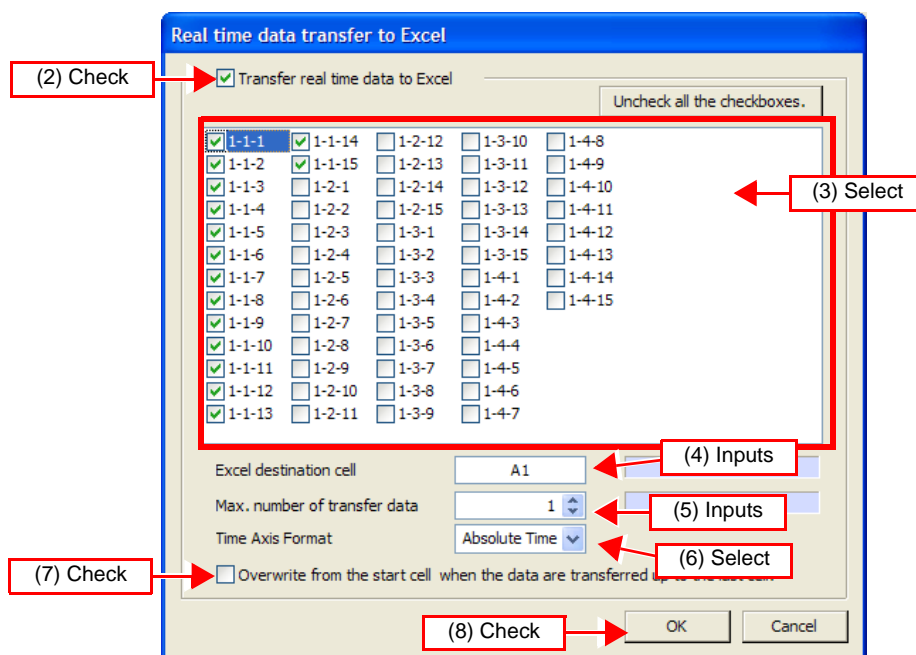 Real time data transfer to Excel
(2) Check
Transfer real time data to Excel
Uncheck all the checkboxes.
1-1-1 1-1-14 1-2-12 1-3-10 1-4-8
1-1-2 1-1-15 1-2-13 1-3-11 1-4-9
1-1-3 1-2-1 1-2-14 1-3-12 1-4-10
(3) Select
1-1-4 1-2-2 1-2-15 1-3-13 1-4-11
1-1-5 1-2-3 1-3-1 1-3-14 1-4-12
1-1-6 1-2-4 1-3-2 1-3-15 1-4-13
1-1-7 1-2-5 1-3-3 1-4-1 1-4-14
1-1-8 1-2-6 1-3-4 1-4-2 1-4-15
1-1-9 1-2-7 1-3-5 1-4-3
1-1-10 1-2-8 1-3-6 1-4-4
1-1-11 1-2-9 1-3-7 1-4-5
1-1-12 1-2-10 1-3-8 1-4-6
1-1-13 1-2-11 1-3-9 1-4-7
Excel destination cell A1
(4) Inputs
Max. number of transfer data 1
(5) Inputs
Time Axis Format Absolute Time
(6) Select
(7) Check
Overwrite from the start cell when the data are transferred up to the last cell.
(8) Check
OK Cancel